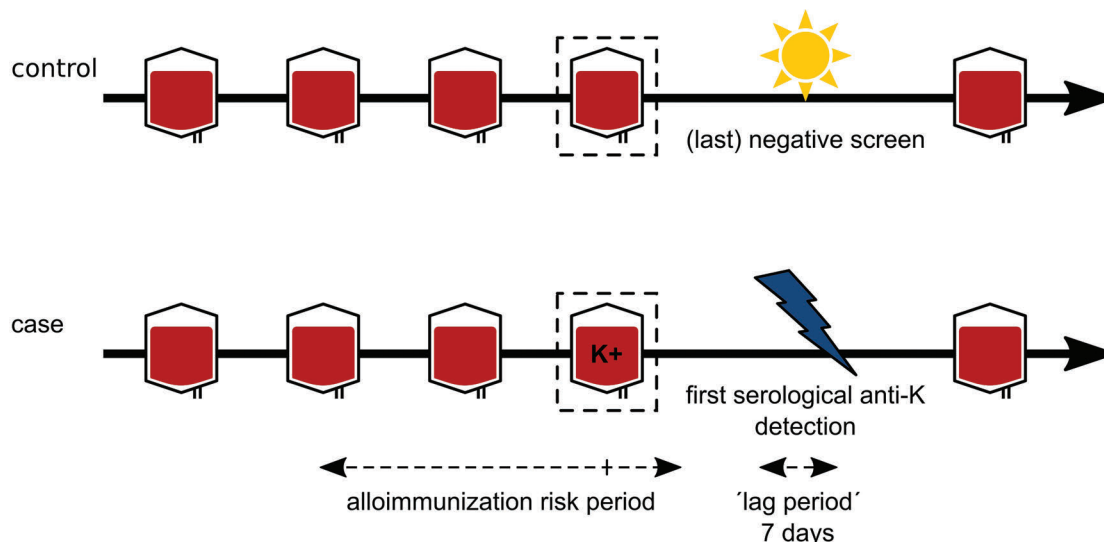 control
(last) negative screen
case
K+
first serological anti-K
detection
alloimmunization risk period
´lag period´
7 days